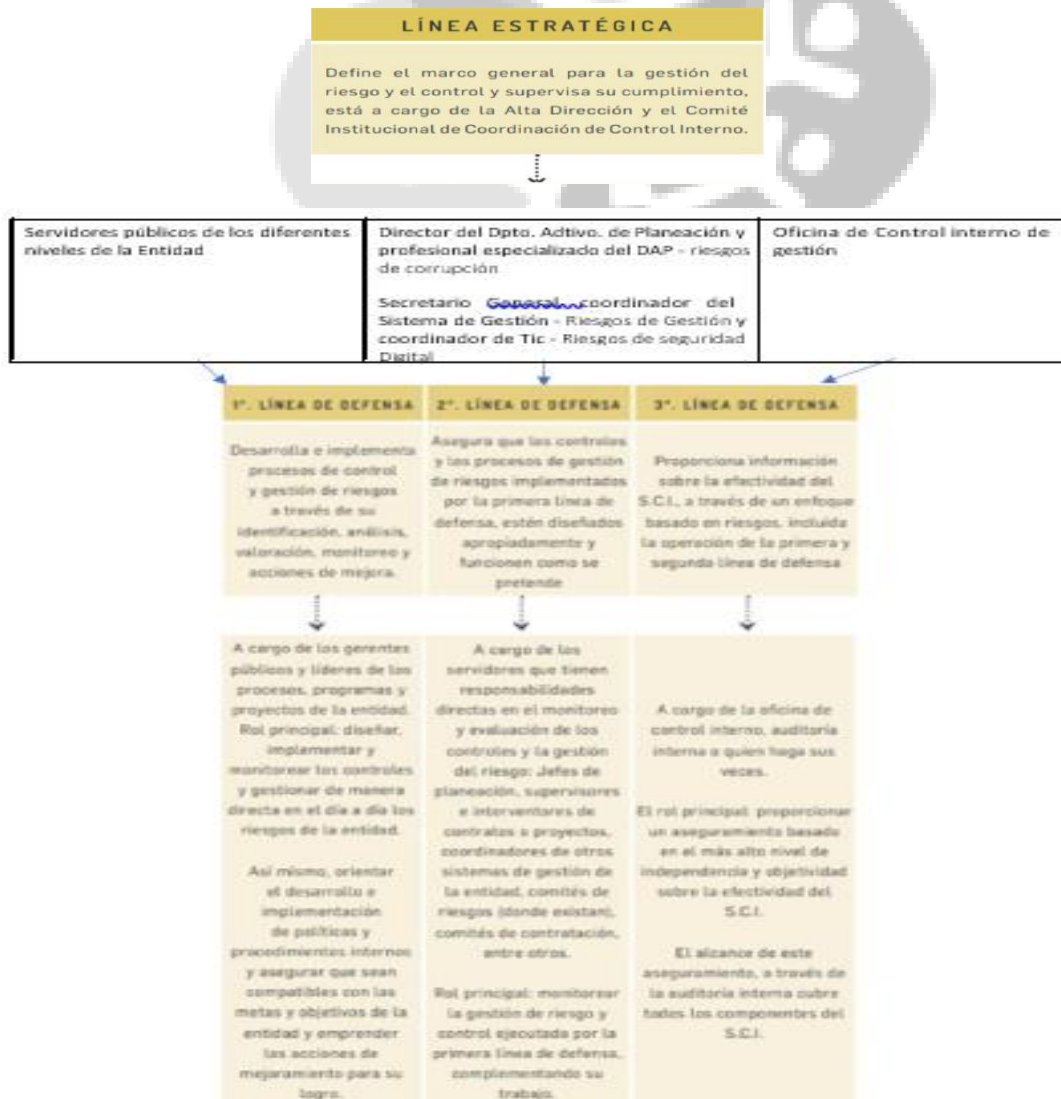 LÍNEA ESTRATÉGICA
Define el marco general para la gestión del
riesgo y el control y supervisa su cumplimiento,
está a cargo de la Alta Dirección y el Comité
Institucional de Coordinación de Control Interno.
Servidores públicos de los diferentes
niveles de la Entidad
Director del Dpto. Adtivo. de Planeación y
profesional especializado del DAP - riesgos
de corrupción
Secretario General, coordinador del
Sistema de Gestión - Riesgos de Gestión y
coordinador de Tic - Riesgos de seguridad
Digital
Oficina de Control interno de
gestión
1°. LÍNEA DE DEFENSA
Desarrolla e implementa
procesos de control
y gestión de riesgos
a través de su
identificación, análisis,
valoración, monitoreo y
acciones de mejora.
A cargo de los gerentes
públicos y líderes de los
procesos, programas y
proyectos de la entidad.
Rol principal: diseñar,
implementar y
monitorear los controles
y gestionar de manera
directa en el día a día los
riesgos de la entidad.
Así mismo, orientar
el desarrollo e
implementación
de políticas y
procedimientos internos
y asegurar que sean
compatibles con las
metas y objetivos de la
entidad y emprender
las acciones de
mejoramiento para su
logro.
2°. LÍNEA DE DEFENSA
Asegura que los controles
y los procesos de gestión
de riesgos implementados
por la primera línea de
defensa, estén diseñados
apropiadamente y
funcionen como se
pretende
A cargo de los
servidores que tienen
responsabilidades
directas en el monitoreo
y evaluación de los
controles y la gestión
del riesgo: Jefes de
planeación, supervisores
e interventores de
contratos o proyectos,
coordinadores de otros
sistemas de gestión de
la entidad, comités de
riesgos (donde existan),
comités de contratación,
entre otros.
Rol principal: monitorear
la gestión de riesgo y
control ejecutada por la
primera línea de defensa,
complementando su
trabajo.
3°. LÍNEA DE DEFENSA
Proporciona información
sobre la efectividad del
S.C.I., a través de un enfoque
basado en riesgos, incluida
la operación de la primera y
segunda línea de defensa
A cargo de la oficina de
control interno, auditoría
interna o quien haga sus
veces.
El rol principal: proporcionar
un aseguramiento basado
en el más alto nivel de
independencia y objetividad
sobre la efectividad del
S.C.I.
El alcance de este
aseguramiento, a través de
la auditoría interna cubre
todos los componentes del
S.C.I.